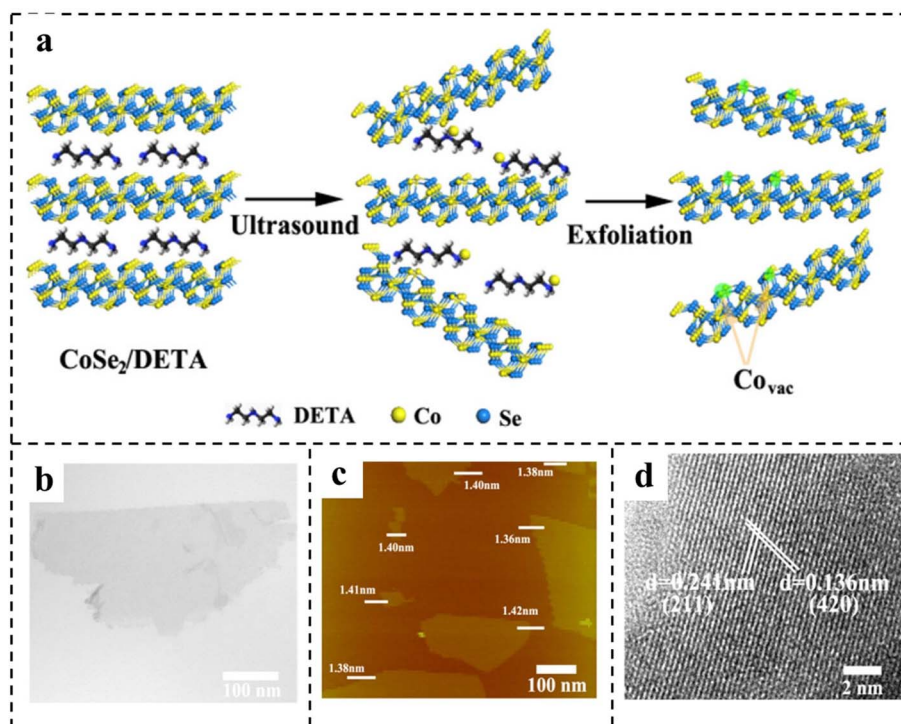 a
Ultrasound
Exfoliation
CoSe₂/DETA
Co_vac
DETA Co Se
b
100 nm
c
1.38nm
1.40nm
1.36nm
1.40nm
1.41nm
1.42nm
1.38nm
100 nm
d
d=0.241nm d=0.136nm
(211) (420)
2 nm